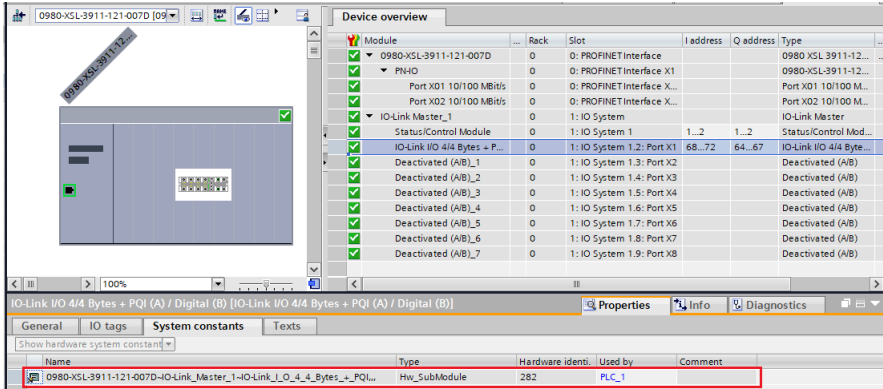 0980-XSL-3911-121-007D [09
Device overview
Module ... Rack Slot I address Q address Type
0980-XSL-3911-121-007D 0 0: PROFINET Interface 0980 XSL 3911-12...
PN-IO 0 0: PROFINET Interface X1 0980-XSL-3911-12...
Port X01 10/100 MBit/s 0 0: PROFINET Interface X... Port X01 10/100 M...
Port X02 10/100 MBit/s 0 0: PROFINET Interface X... Port X02 10/100 M...
IO-Link Master_1 0 1: IO System IO-Link Master
Status/Control Module 0 1: IO System 1 1...2 1...2 Status/Control Mod...
IO-Link I/O 4/4 Bytes + P... 0 1: IO System 1.2: Port X1 68...72 64...67 IO-Link I/O 4/4 Byte...
Deactivated (A/B)_1 0 1: IO System 1.3: Port X2 Deactivated (A/B)
Deactivated (A/B)_2 0 1: IO System 1.4: Port X3 Deactivated (A/B)
Deactivated (A/B)_3 0 1: IO System 1.5: Port X4 Deactivated (A/B)
Deactivated (A/B)_4 0 1: IO System 1.6: Port X5 Deactivated (A/B)
Deactivated (A/B)_5 0 1: IO System 1.7: Port X6 Deactivated (A/B)
Deactivated (A/B)_6 0 1: IO System 1.8: Port X7 Deactivated (A/B)
Deactivated (A/B)_7 0 1: IO System 1.9: Port X8 Deactivated (A/B)
0980-XSL-3911-12...
100%
IO-Link I/O 4/4 Bytes + PQI (A) / Digital (B) [IO-Link I/O 4/4 Bytes + PQI (A) / Digital (B)]
Properties Info Diagnostics
General IO tags System constants Texts
Show hardware system constant
Name Type Hardware identi. Used by Comment
0980-XSL-3911-121-007D~IO-Link_Master_1~IO-Link_I_O_4_4_Bytes_+_PQI... Hw_SubModule 282 PLC_1